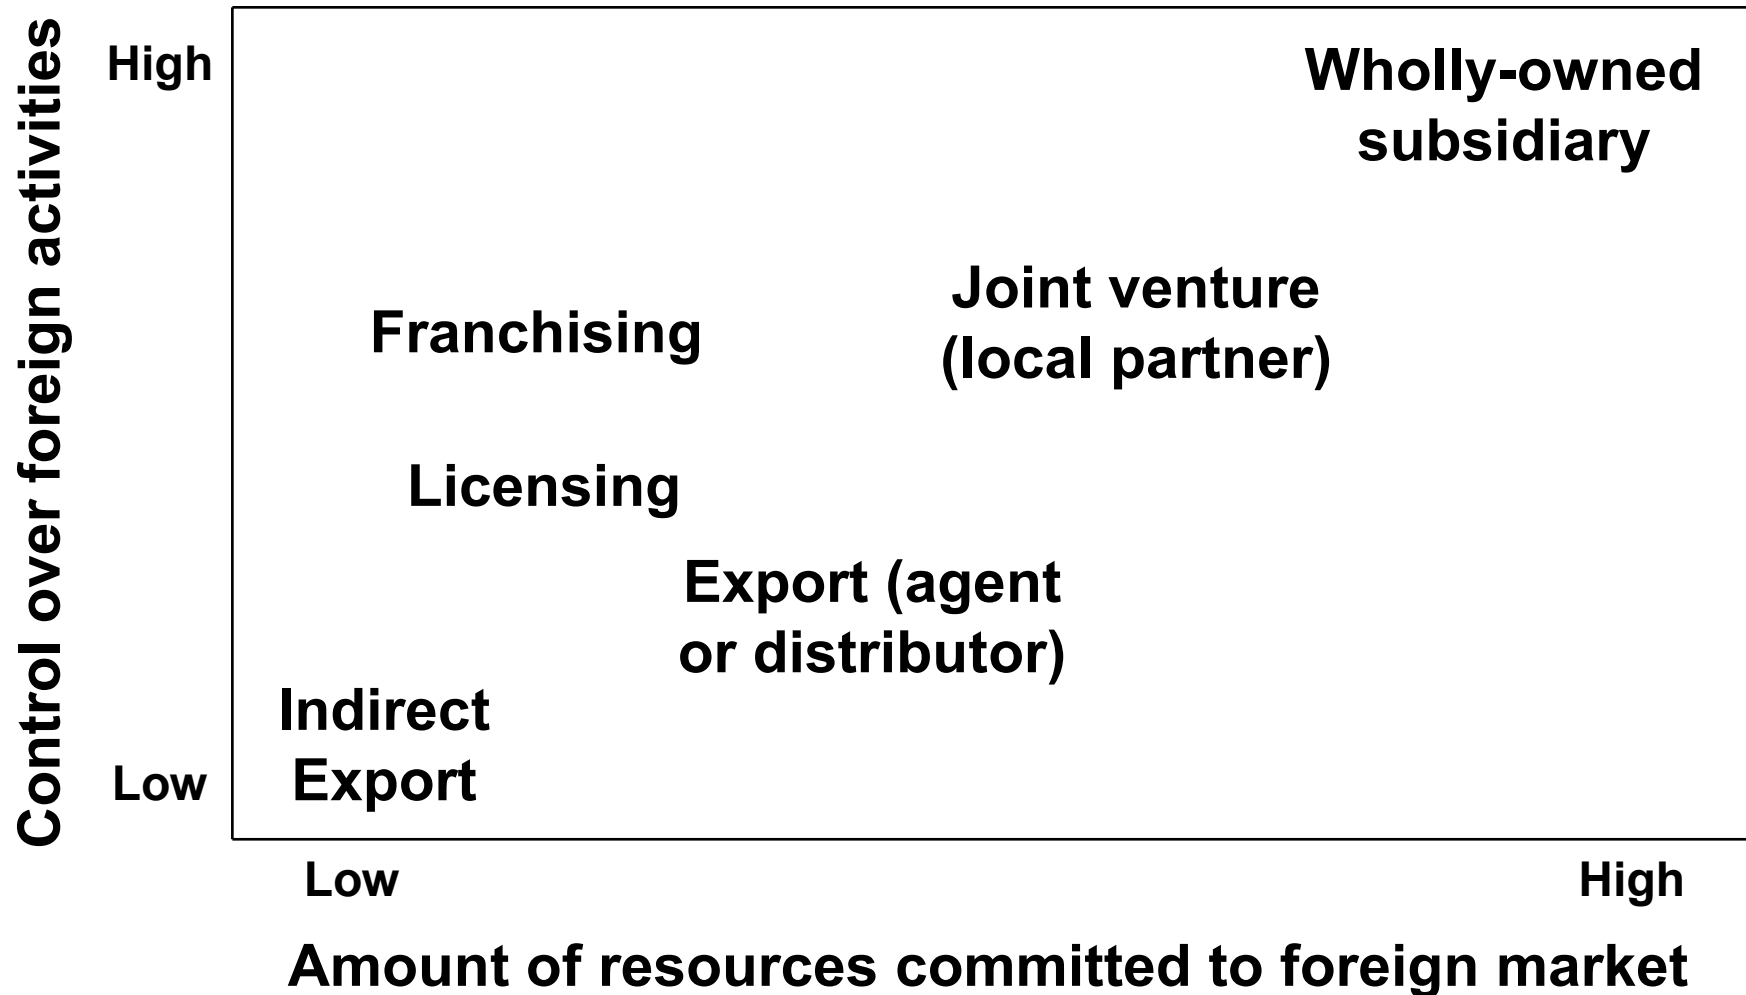 Control over foreign activities
High
Wholly-owned
subsidiary
Joint venture
(local partner)
Franchising
Licensing
Export (agent
or distributor)
Indirect
Export
Low
Low
High
Amount of resources committed to foreign market